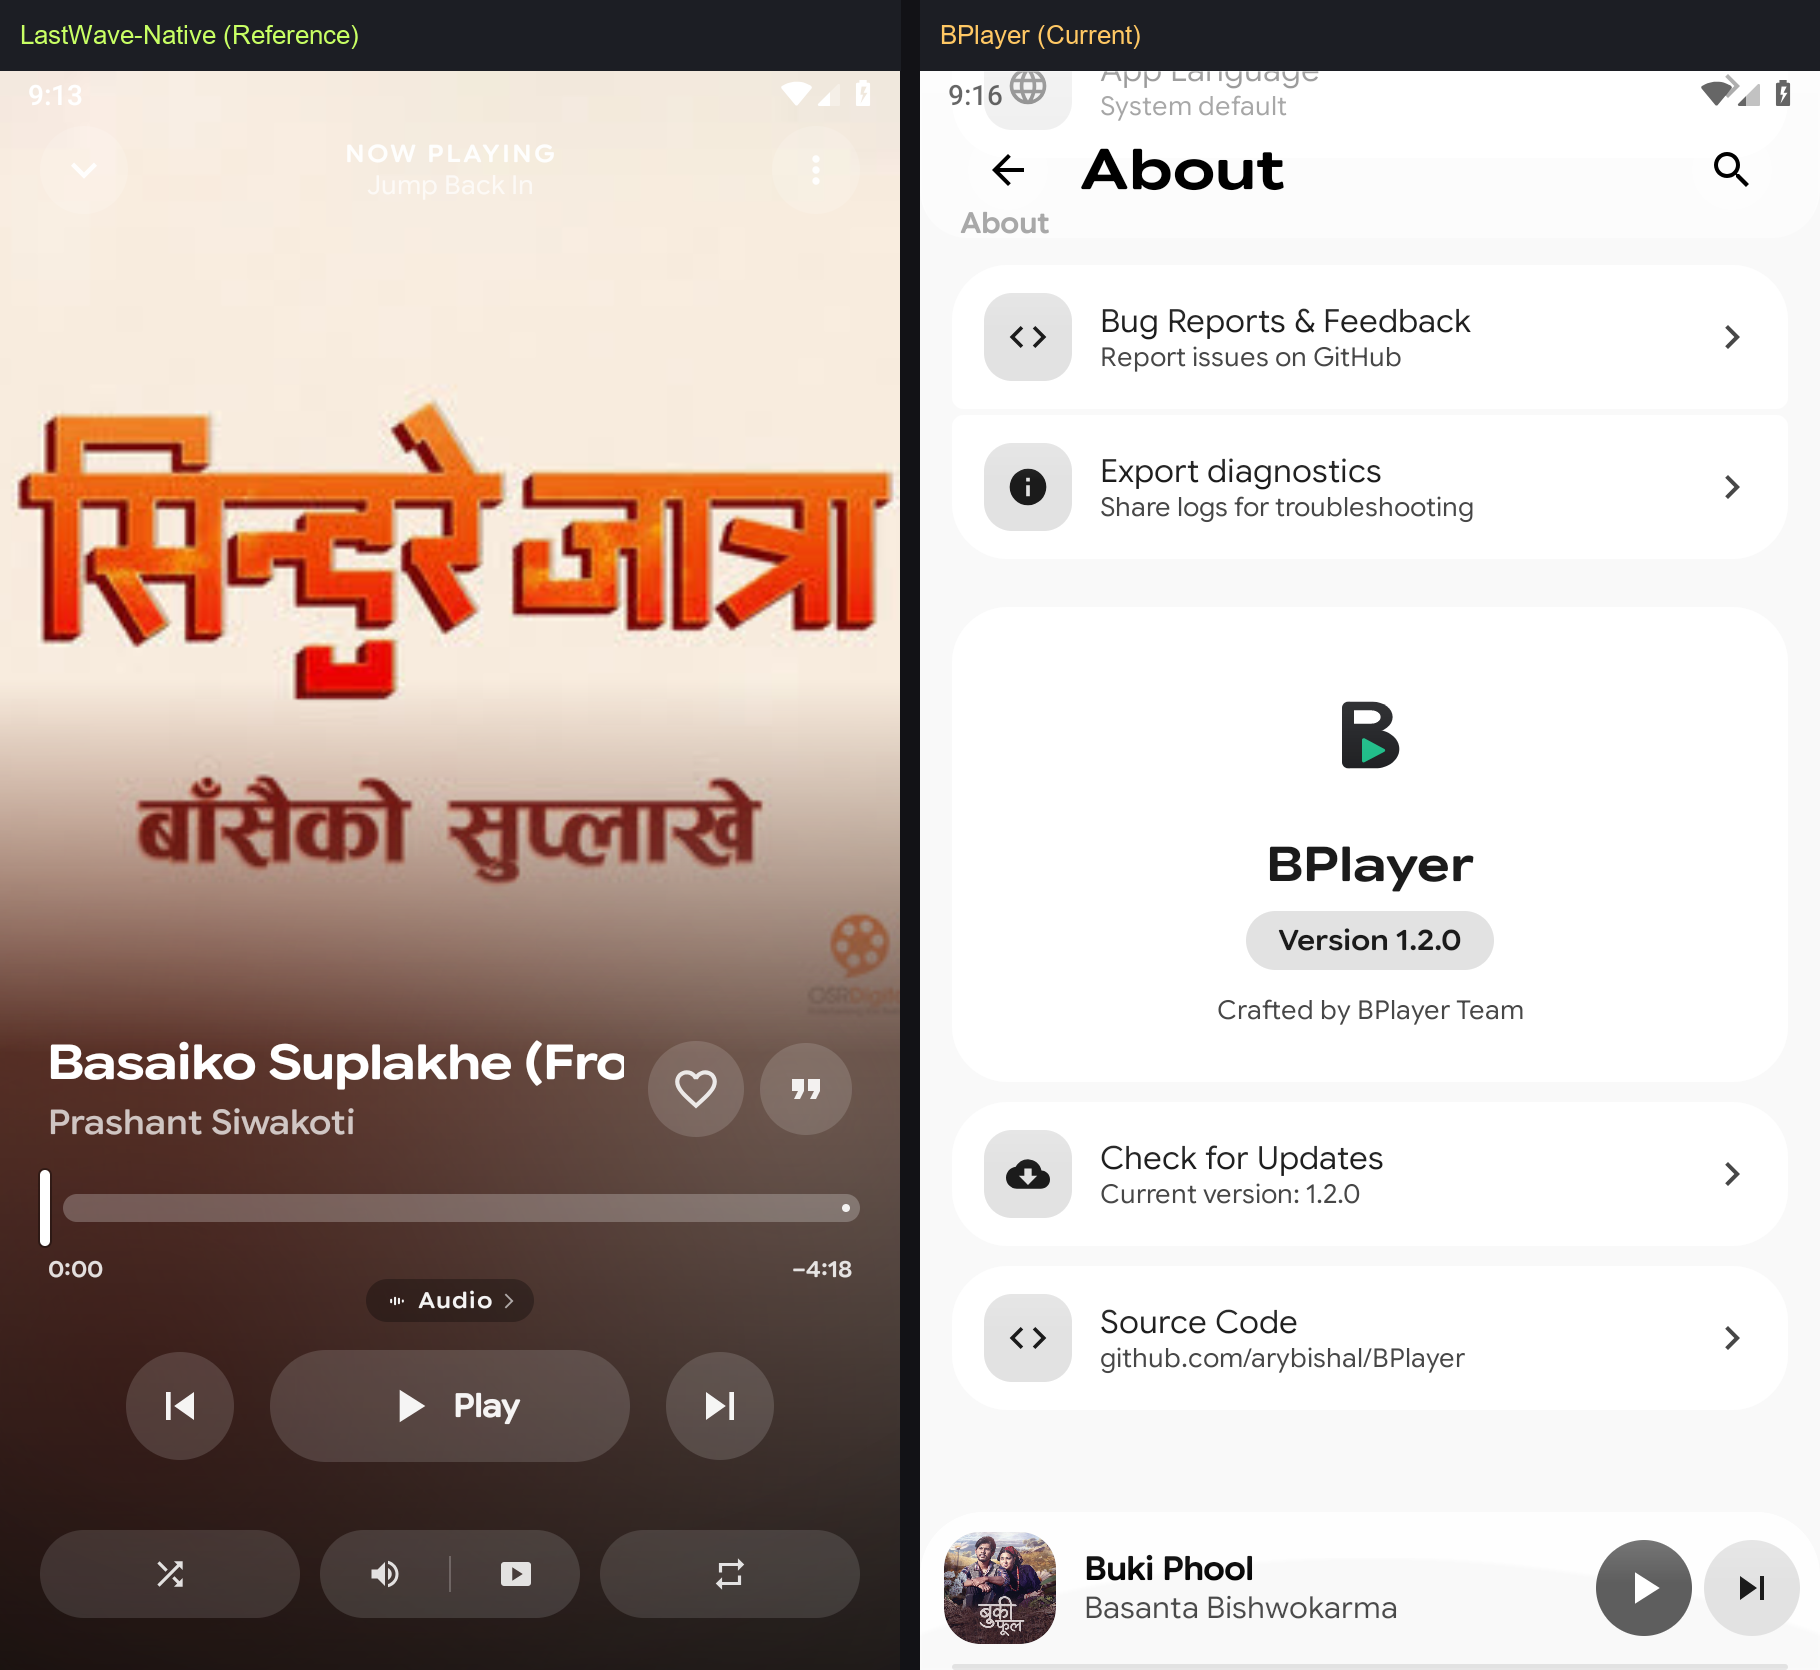 LastWave-Native (Reference)
9:13
NOW PLAYING
Jump Back In
सिन्दुरे जात्रा
बाँसैको सुप्लाखे
OSRDigital
Basaiko Suplakhe (Fro
Prashant Siwakoti
0:00
−4:18
Audio
Play
BPlayer (Current)
App Language
9:16
System default
About
About
Bug Reports & Feedback
Report issues on GitHub
Export diagnostics
Share logs for troubleshooting
BPlayer
Version 1.2.0
Crafted by BPlayer Team
Check for Updates
Current version: 1.2.0
Source Code
github.com/arybishal/BPlayer
Buki Phool
बुकी
फूल
Basanta Bishwokarma